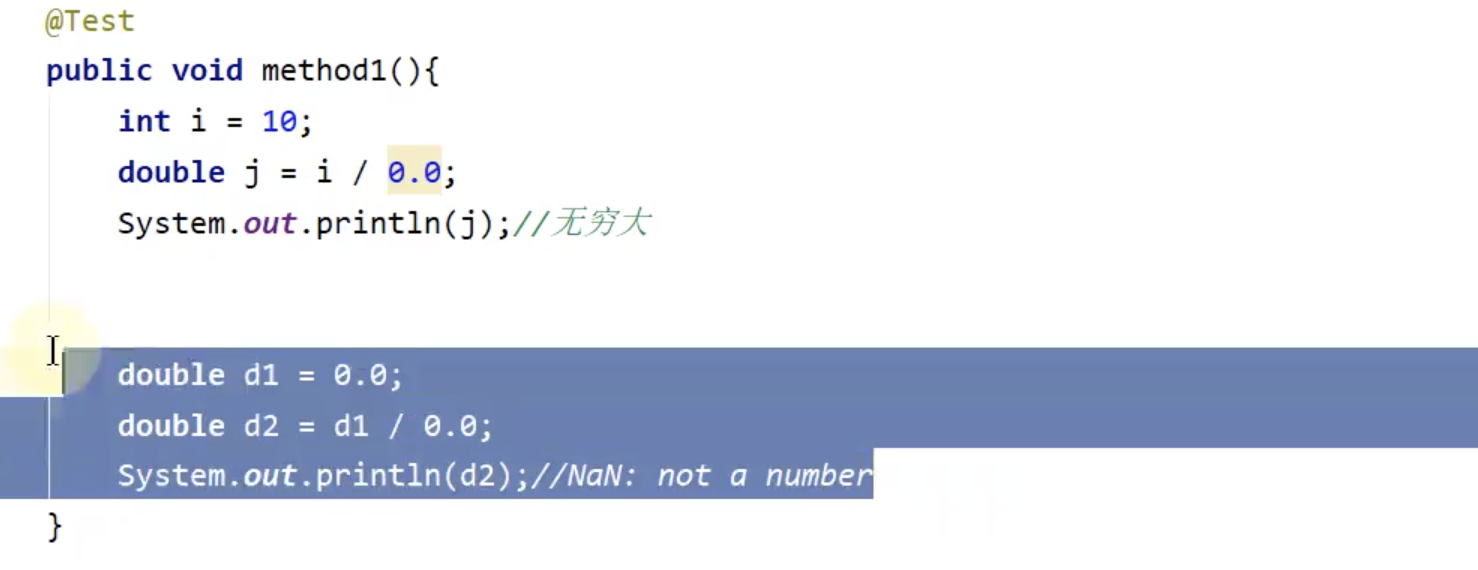 @Test
public void method1(){
int i = 10;
double j = i / 0.0;
System.out.println(j);//无穷大
double d1 = 0.0;
double d2 = d1 / 0.0;
System.out.println(d2);//NaN: not a number
}